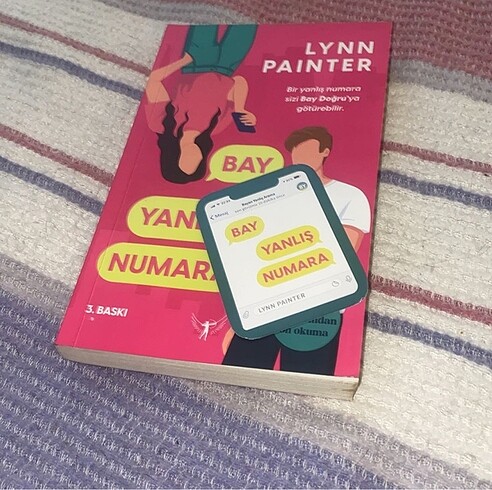 LYNN
PAINTER
Bir yanlış numara
sizi Bay Doğru'ya
götürebilir.
BAY
YANL
NUMARA
3. BASKI
BAY
YANLIŞ
NUMARA
LYNN PAINTER
okuma